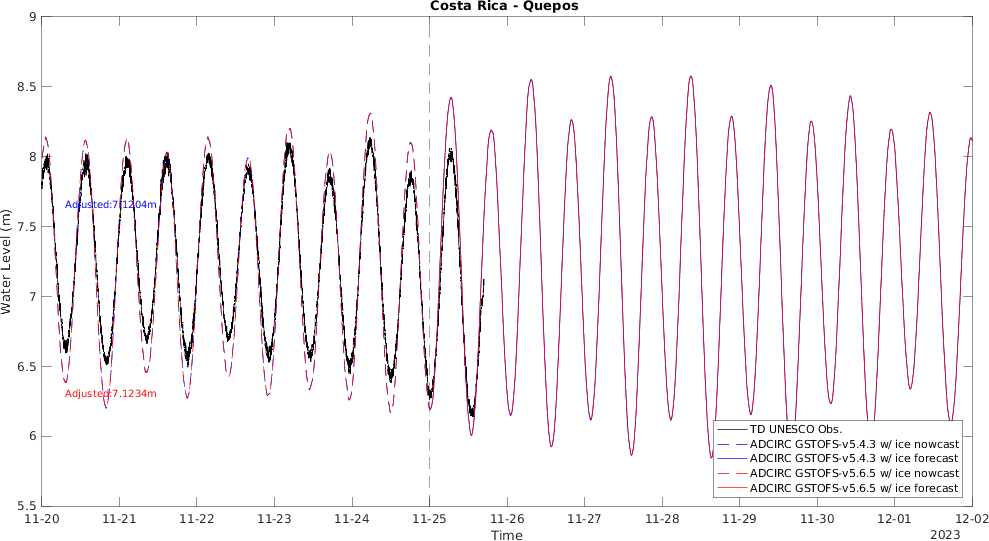 Costa Rica - Quepos
9
8.5
8
7.5
7
6.5
6
5.5
Water Level (m)
Adjusted:7.1204m
Adjusted:7.1234m
TD UNESCO Obs.
ADCIRC GSTOFS-v5.4.3 w/ ice nowcast
ADCIRC GSTOFS-v5.4.3 w/ ice forecast
ADCIRC GSTOFS-v5.6.5 w/ ice nowcast
ADCIRC GSTOFS-v5.6.5 w/ ice forecast
11-20 11-21 11-22 11-23 11-24 11-25 11-26 11-27 11-28 11-29 11-30 12-01 12-02
Time
2023